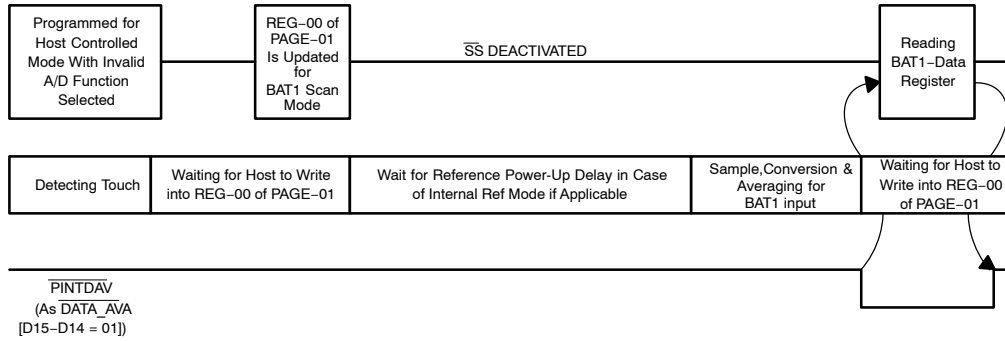 Programmed for
Host Controlled
Mode With Invalid
A/D Function
Selected
REG−00 of
PAGE−01
Is Updated
for
BAT1 Scan
Mode
SS DEACTIVATED
Reading
BAT1−Data
Register
Detecting Touch
Waiting for Host to Write
into REG−00 of PAGE−01
Wait for Reference Power-Up Delay in Case
of Internal Ref Mode if Applicable
Sample,Conversion &
Averaging for
BAT1 input
Waiting for Host to
Write into REG−00
of PAGE−01
PINTDAV
(As DATA_AVA
[D15−D14 = 01])